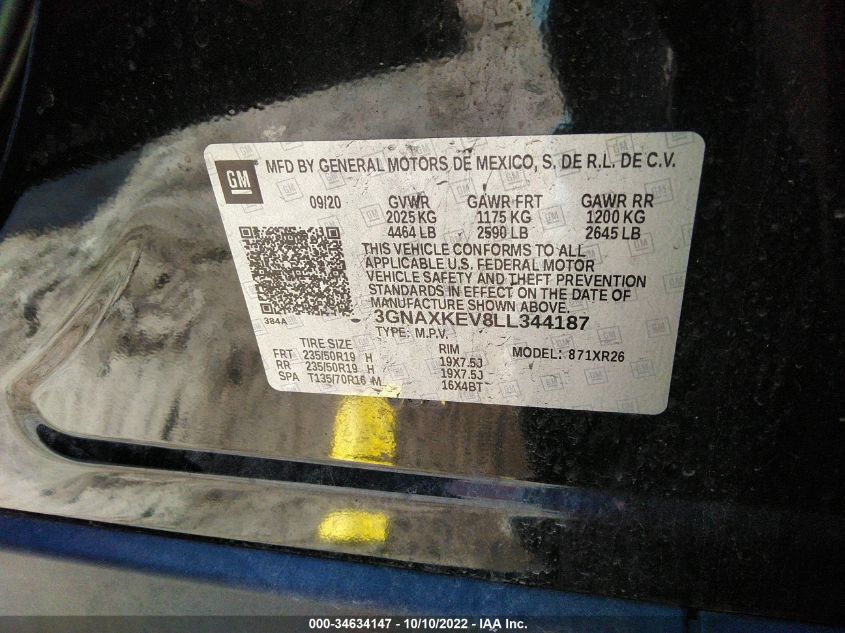 GM
MFD BY GENERAL MOTORS DE MEXICO, S. DE R.L. DE C.V.
09/20 GVWR GAWR FRT GAWR RR
2025 KG 1175 KG 1200 KG
4464 LB 2590 LB 2645 LB
THIS VEHICLE CONFORMS TO ALL
APPLICABLE U.S. FEDERAL MOTOR
VEHICLE SAFETY AND THEFT PREVENTION
STANDARDS IN EFFECT ON THE DATE OF
MANUFACTURE SHOWN ABOVE.
384A
3GNAXKEV8LL344187
TYPE: M.P.V.
TIRE SIZE RIM MODEL: 871XR26
FRT 235/50R19 H 19X7.5J
RR 235/50R19 H 19X7.5J
SPA T135/70R16 M 16X4BT
000-34634147 - 10/10/2022 - IAA Inc.